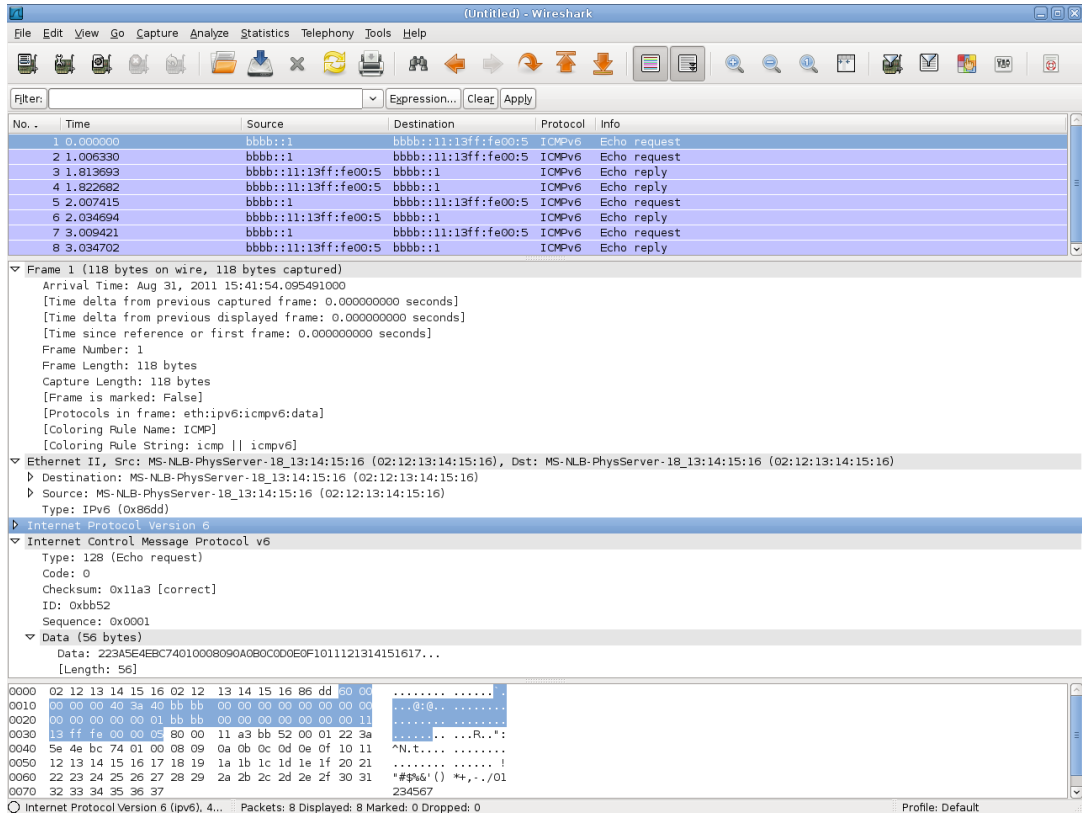 (Untitled) - Wireshark
File Edit View Go Capture Analyze Statistics Telephony Tools Help
Filter: Expression... Clear Apply
No. . Time Source Destination Protocol Info
1 0.000000 bbbb::1 bbbb::11:13ff:fe00:5 ICMPv6 Echo request
2 1.006330 bbbb::1 bbbb::11:13ff:fe00:5 ICMPv6 Echo request
3 1.813693 bbbb::11:13ff:fe00:5 bbbb::1 ICMPv6 Echo reply
4 1.822682 bbbb::11:13ff:fe00:5 bbbb::1 ICMPv6 Echo reply
5 2.007415 bbbb::1 bbbb::11:13ff:fe00:5 ICMPv6 Echo request
6 2.034694 bbbb::11:13ff:fe00:5 bbbb::1 ICMPv6 Echo reply
7 3.009421 bbbb::1 bbbb::11:13ff:fe00:5 ICMPv6 Echo request
8 3.034702 bbbb::11:13ff:fe00:5 bbbb::1 ICMPv6 Echo reply
Frame 1 (118 bytes on wire, 118 bytes captured)
Arrival Time: Aug 31, 2011 15:41:54.095491000
[Time delta from previous captured frame: 0.000000000 seconds]
[Time delta from previous displayed frame: 0.000000000 seconds]
[Time since reference or first frame: 0.000000000 seconds]
Frame Number: 1
Frame Length: 118 bytes
Capture Length: 118 bytes
[Frame is marked: False]
[Protocols in frame: eth:ipv6:icmpv6:data]
[Coloring Rule Name: ICMP]
[Coloring Rule String: icmp || icmpv6]
Ethernet II, Src: MS-NLB-PhysServer-18_13:14:15:16 (02:12:13:14:15:16), Dst: MS-NLB-PhysServer-18_13:14:15:16 (02:12:13:14:15:16)
Destination: MS-NLB-PhysServer-18_13:14:15:16 (02:12:13:14:15:16)
Source: MS-NLB-PhysServer-18_13:14:15:16 (02:12:13:14:15:16)
Type: IPv6 (0x86dd)
Internet Protocol Version 6
Internet Control Message Protocol v6
Type: 128 (Echo request)
Code: 0
Checksum: 0x11a3 [correct]
ID: 0xbb52
Sequence: 0x0001
Data (56 bytes)
Data: 223A5E4EBC74010008090A0B0C0D0E0F1011121314151617...
[Length: 56]
0000 02 12 13 14 15 16 02 12 13 14 15 16 86 dd 60 00 ........ ......`.
0010 00 00 00 40 3a 40 bb bb 00 00 00 00 00 00 00 00 ...@:@.. ........
0020 00 00 00 00 00 01 bb bb 00 00 00 00 00 00 00 11 ........ ........
0030 13 ff fe 00 00 05 80 00 11 a3 bb 52 00 01 22 3a ........ ...R..":
0040 5e 4e bc 74 01 00 08 09 0a 0b 0c 0d 0e 0f 10 11 ^N.t.... ........
0050 12 13 14 15 16 17 18 19 1a 1b 1c 1d 1e 1f 20 21 ........ ...... !
0060 22 23 24 25 26 27 28 29 2a 2b 2c 2d 2e 2f 30 31 "#$%&'() *+,-./01
0070 32 33 34 35 36 37 234567
Internet Protocol Version 6 (ipv6), 4... Packets: 8 Displayed: 8 Marked: 0 Dropped: 0 Profile: Default